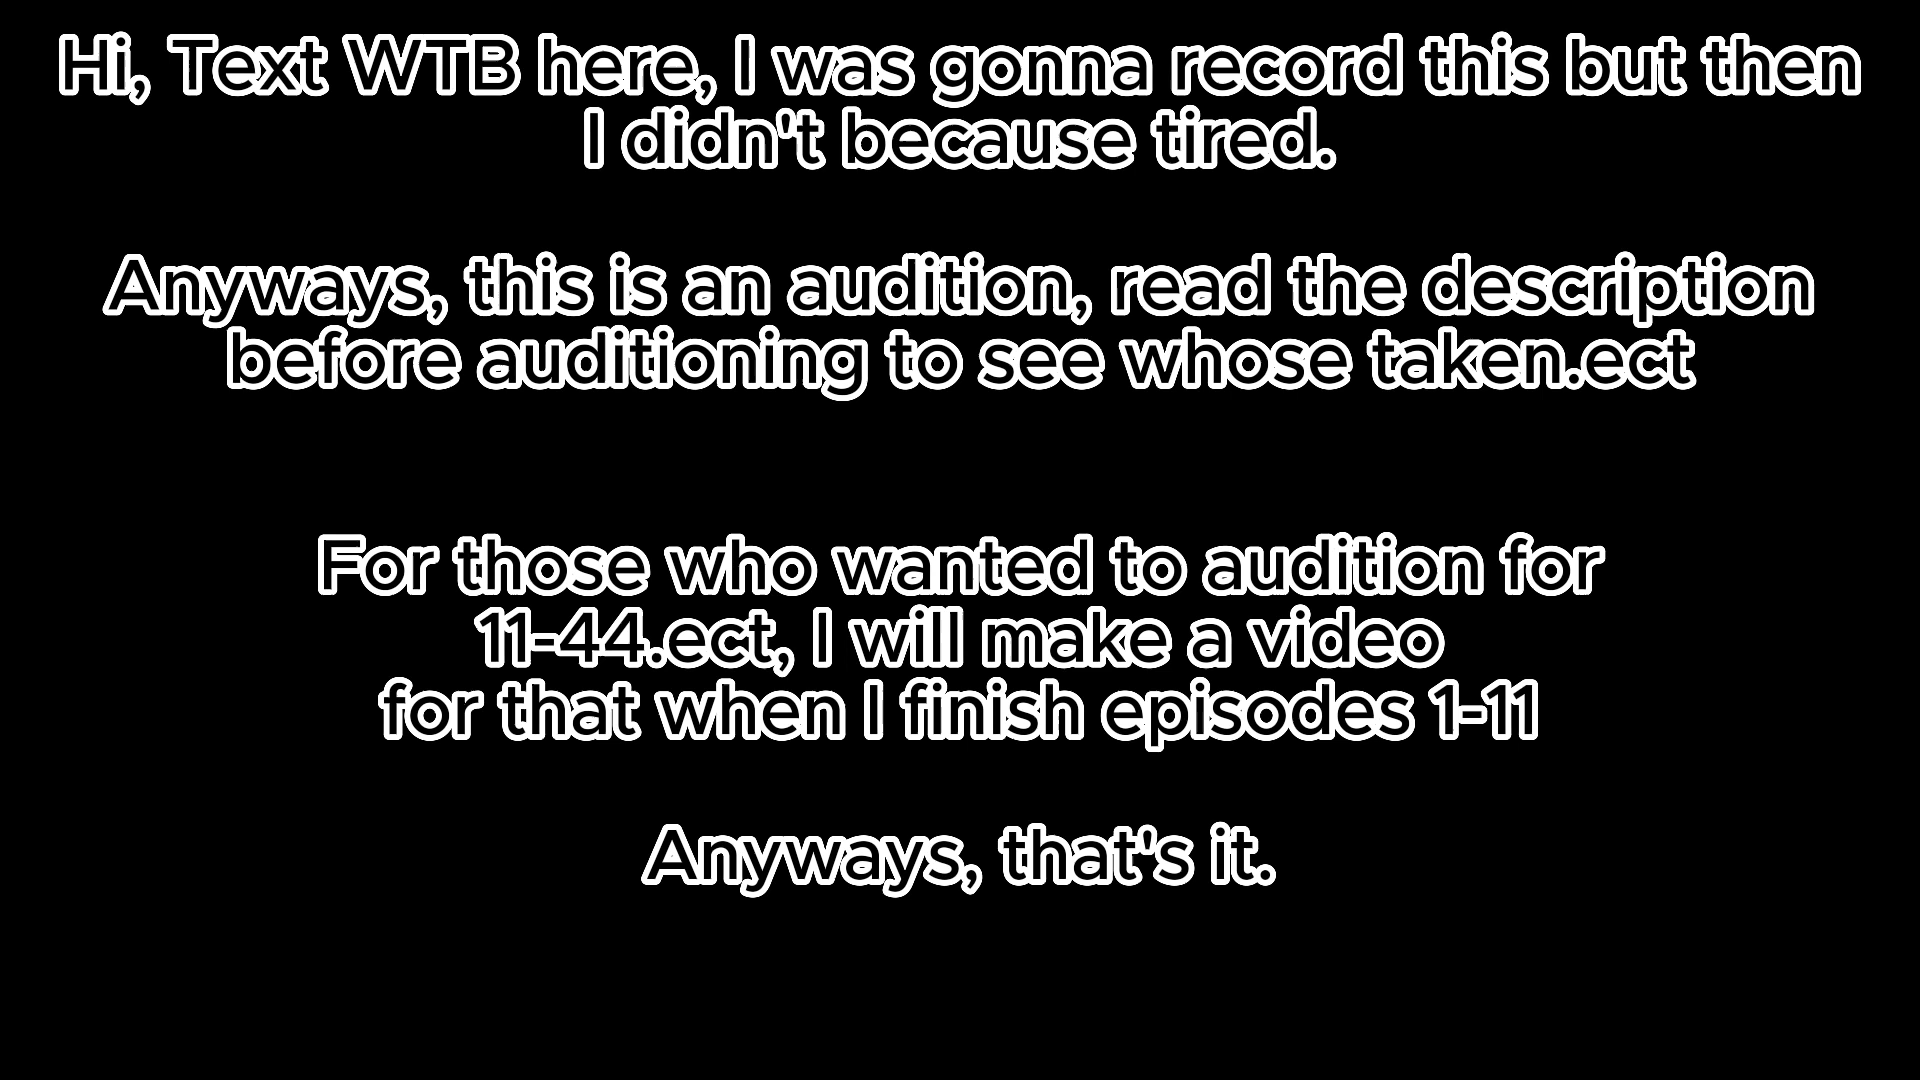 Hi, Text WTB here, I was gonna record this but then
I didn't because tired.
Anyways, this is an audition, read the description
before auditioning to see whose taken.ect
For those who wanted to audition for
11-44.ect, I will make a video
for that when I finish episodes 1-11
Anyways, that's it.